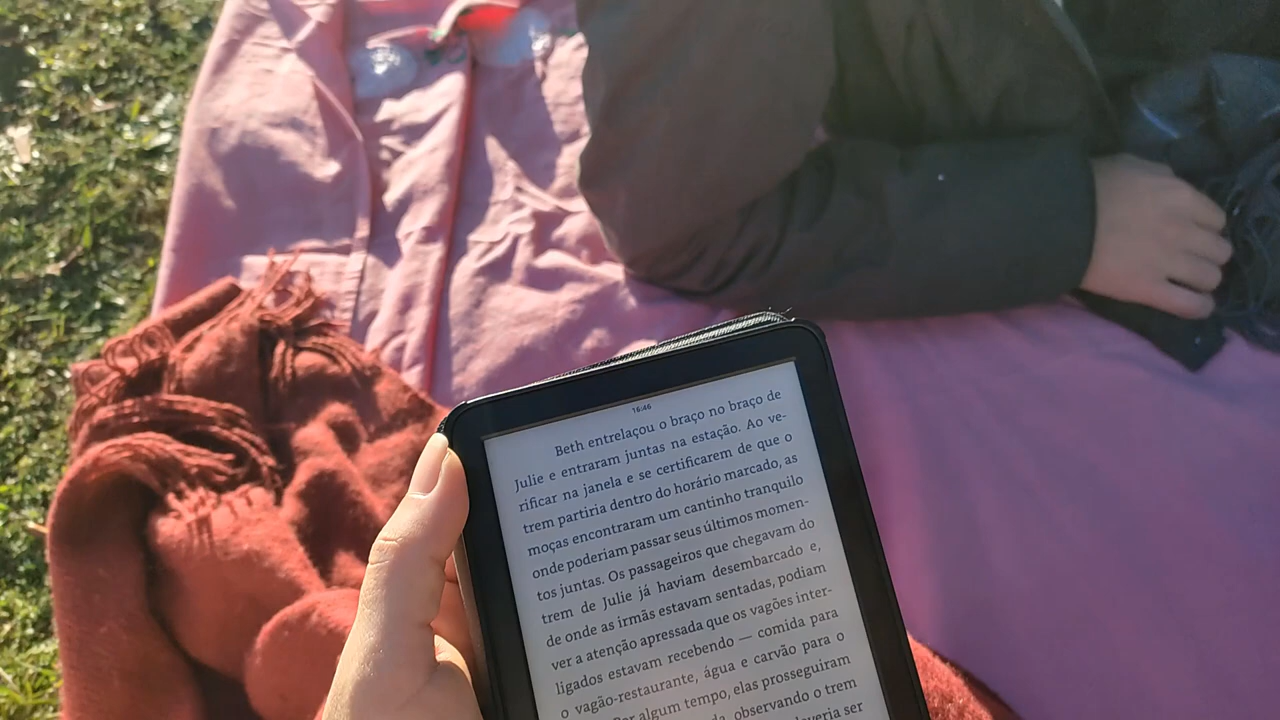 16:46
Beth entrelaçou o braço no braço de
Julie e entraram juntas na estação. Ao ve-
rificar na janela e se certificarem de que o
trem partiria dentro do horário marcado, as
moças encontraram um cantinho tranquilo
onde poderiam passar seus últimos momen-
tos juntas. Os passageiros que chegavam do
trem de Julie já haviam desembarcado e,
de onde as irmãs estavam sentadas, podiam
ver a atenção apressada que os vagões inter-
ligados estavam recebendo — comida para
o vagão-restaurante, água e carvão para o
Por algum tempo, elas prosseguiram
observando o trem
ser